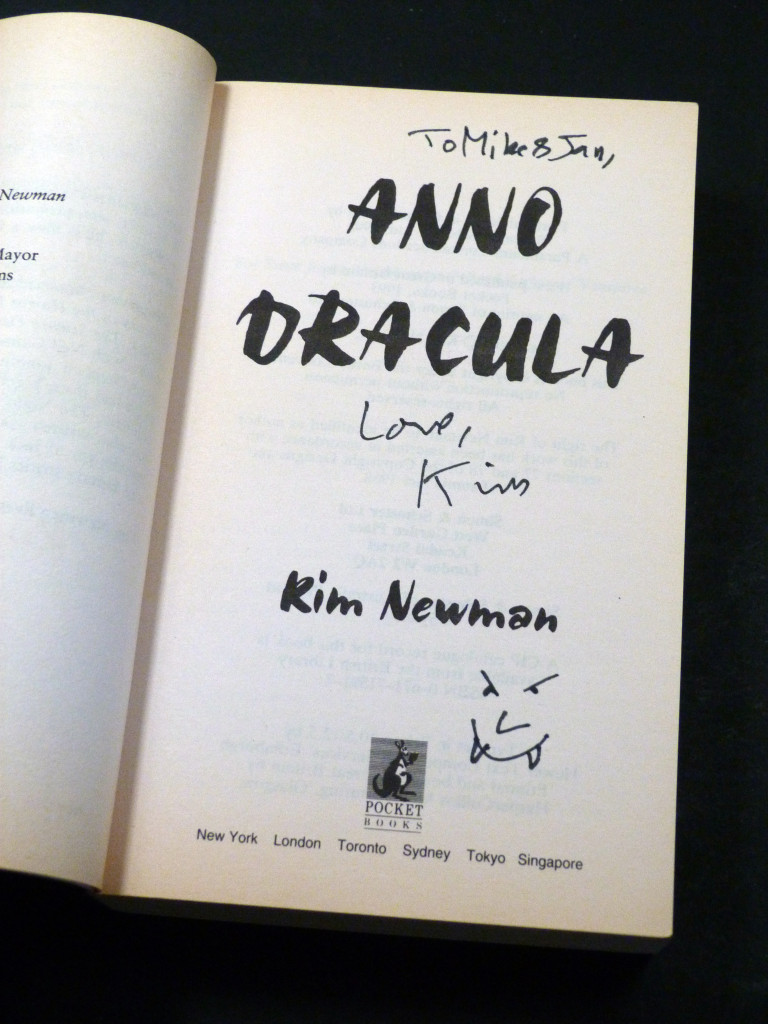 Newman
Mayor
ns
To Mike & Jan,
ANNO
DRACULA
Love,
Kim
Kim Newman
POCKET
BOOKS
New York London Toronto Sydney Tokyo Singapore